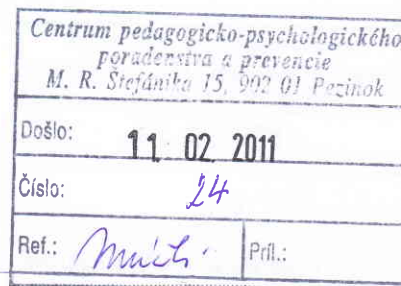 Centrum pedagogicko-psychologického
poradenstva a prevencie
M. R. Štefánika 15, 902 01 Pezinok
Došlo:
11. 02. 2011
Číslo:
24
Ref.:
Príl.: